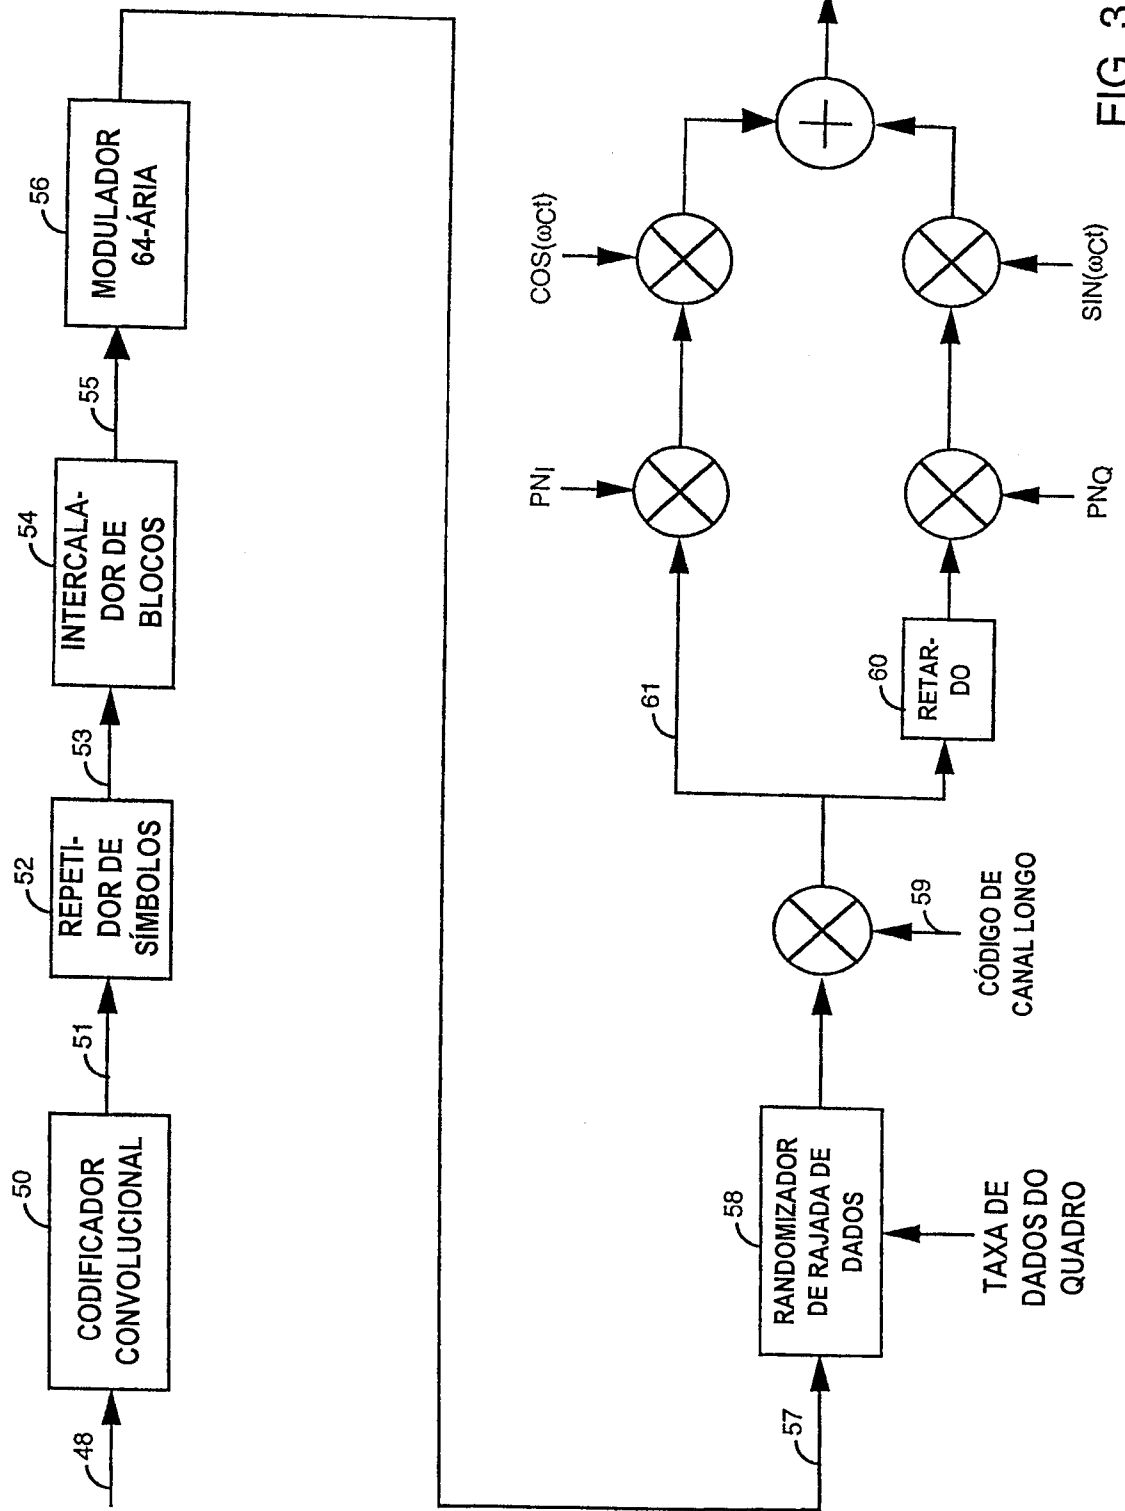 48
50
CODIFICADOR
CONVOLUCIONAL
51
52
REPETI-
DOR DE
SÍMBOLOS
53
54
INTERCALA-
DOR DE
BLOCOS
55
56
MODULADOR
64-ÁRIA
57
58
RANDOMIZADOR
DE RAJADA DE
DADOS
TAXA DE
DADOS DO
QUADRO
59
CÓDIGO DE
CANAL LONGO
61
60
RETAR-
DO
PNI
COS(ωCt)
PNQ
SIN(ωCt)
FIG. 3